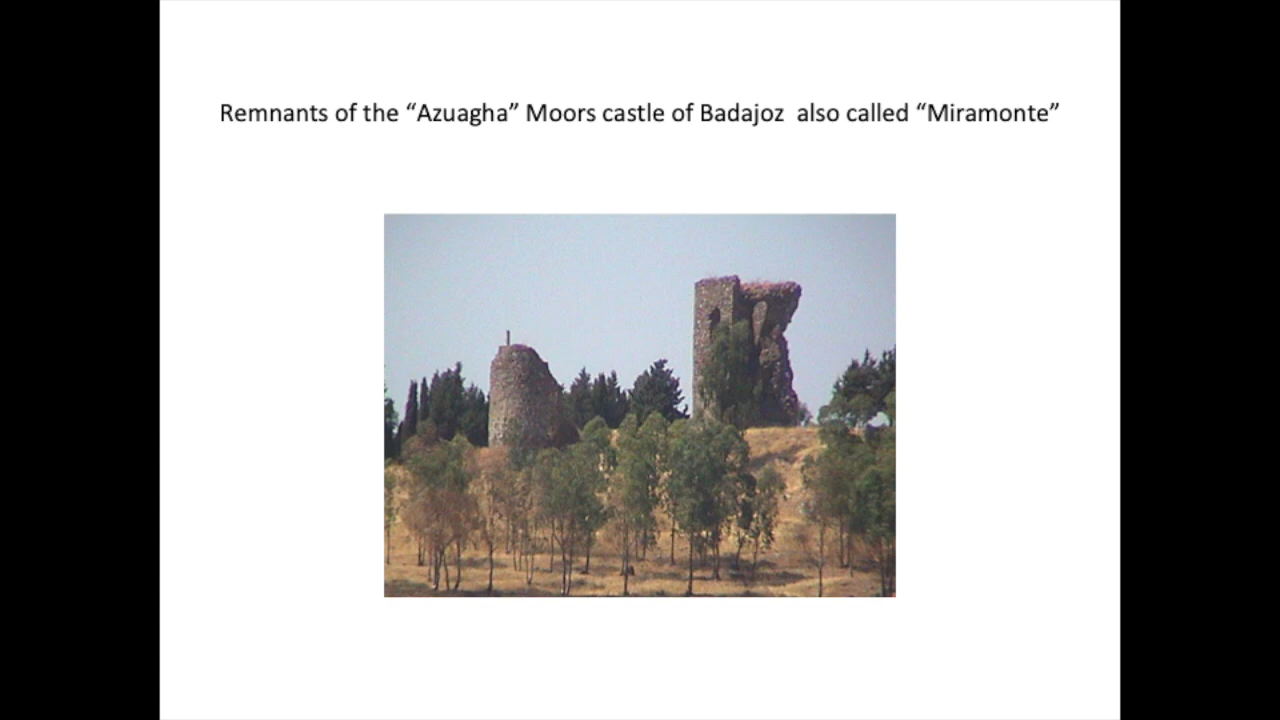 Remnants of the “Azuagha” Moors castle of Badajoz  also called “Miramonte”